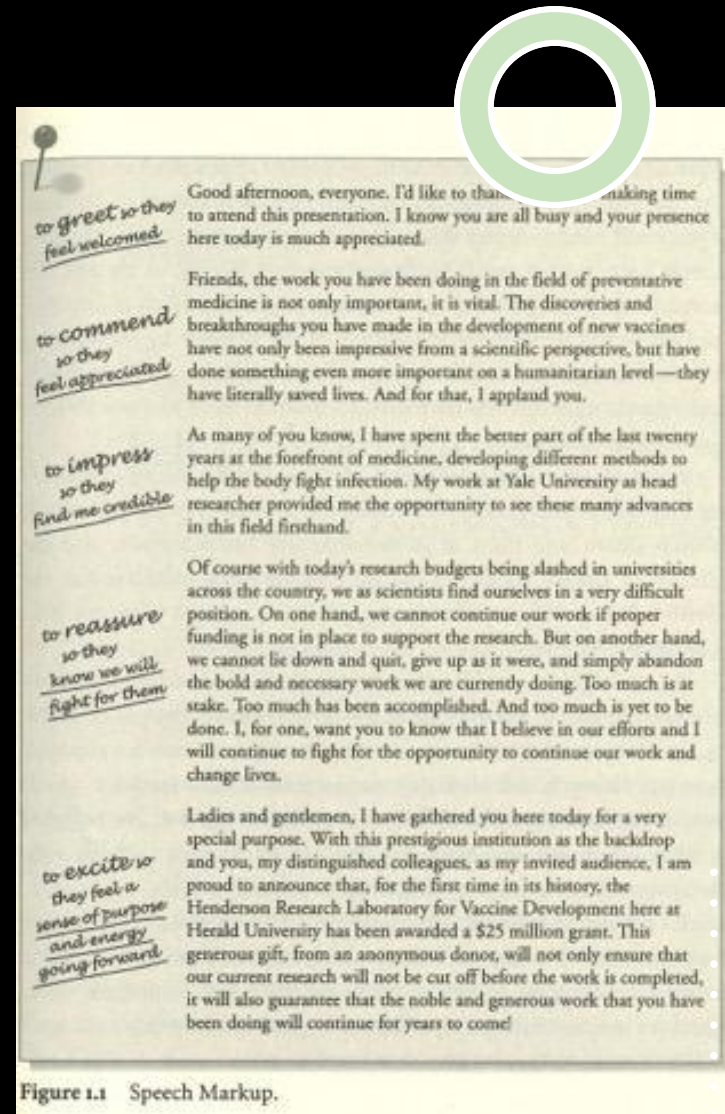 to greet so they
feel welcomed
Good afternoon, everyone. I'd like to making time
to attend this presentation. I know you are all busy and your presence
here today is much appreciated.
to commend
so they
feel appreciated
Friends, the work you have been doing in the field of preventative
medicine is not only important, it is vital. The discoveries and
breakthroughs you have made in the development of new vaccines
have not only been impressive from a scientific perspective, but have
done something even more important on a humanitarian level—they
have literally saved lives. And for that, I applaud you.
to impress
so they
find me credible
As many of you know, I have spent the better part of the last twenty
years at the forefront of medicine, developing different methods to
help the body fight infection. My work at Yale University as head
researcher provided me the opportunity to see these many advances
in this field firsthand.
to reassure
so they
know we will
fight for them
Of course with today's research budgets being slashed in universities
across the country, we as scientists find ourselves in a very difficult
position. On one hand, we cannot continue our work if proper
funding is not in place to support the research. But on another hand,
we cannot lie down and quit, give up as it were, and simply abandon
the bold and necessary work we are currently doing. Too much is at
stake. Too much has been accomplished. And too much is yet to be
done. I, for one, want you to know that I believe in our efforts and I
will continue to fight for the opportunity to continue our work and
change lives.
to excite so
they feel a
sense of purpose
and energy
going forward
Ladies and gentlemen, I have gathered you here today for a very
special purpose. With this prestigious institution as the backdrop
and you, my distinguished colleagues, as my invited audience, I am
proud to announce that, for the first time in its history, the
Henderson Research Laboratory for Vaccine Development here at
Herald University has been awarded a $25 million grant. This
generous gift, from an anonymous donor, will not only ensure that
our current research will not be cut off before the work is completed,
it will also guarantee that the noble and generous work that you have
been doing will continue for years to come!
Figure 1.1 Speech Markup.